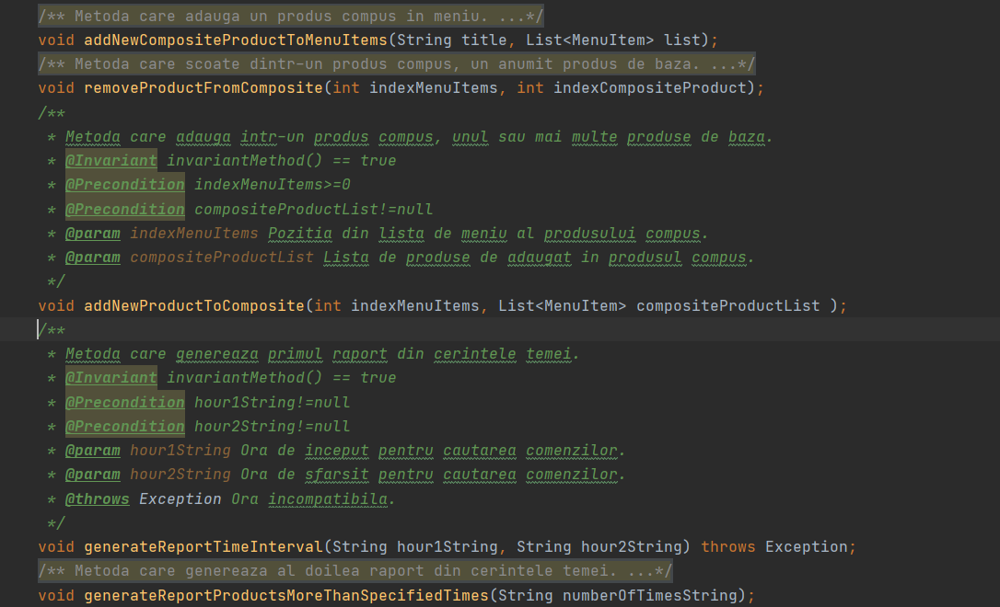 /** Metoda care adauga un produs compus in meniu. ...*/
void addNewCompositeProductToMenuItems(String title, List<MenuItem> list);
/** Metoda care scoate dintr-un produs compus, un anumit produs de baza. ...*/
void removeProductFromComposite(int indexMenuItems, int indexCompositeProduct);
/**
 * Metoda care adauga intr-un produs compus, unul sau mai multe produse de baza.
 * @Invariant invariantMethod() == true
 * @Precondition indexMenuItems>=0
 * @Precondition compositeProductList!=null
 * @param indexMenuItems Pozitia din lista de meniu al produsului compus.
 * @param compositeProductList Lista de produse de adaugat in produsul compus.
 */
void addNewProductToComposite(int indexMenuItems, List<MenuItem> compositeProductList );
/**
 * Metoda care genereaza primul raport din cerintele temei.
 * @Invariant invariantMethod() == true
 * @Precondition hour1String!=null
 * @Precondition hour2String!=null
 * @param hour1String Ora de inceput pentru cautarea comenzilor.
 * @param hour2String Ora de sfarsit pentru cautarea comenzilor.
 * @throws Exception Ora incompatibila.
 */
void generateReportTimeInterval(String hour1String, String hour2String) throws Exception;
/** Metoda care genereaza al doilea raport din cerintele temei. ...*/
void generateReportProductsMoreThanSpecifiedTimes(String numberOfTimesString);